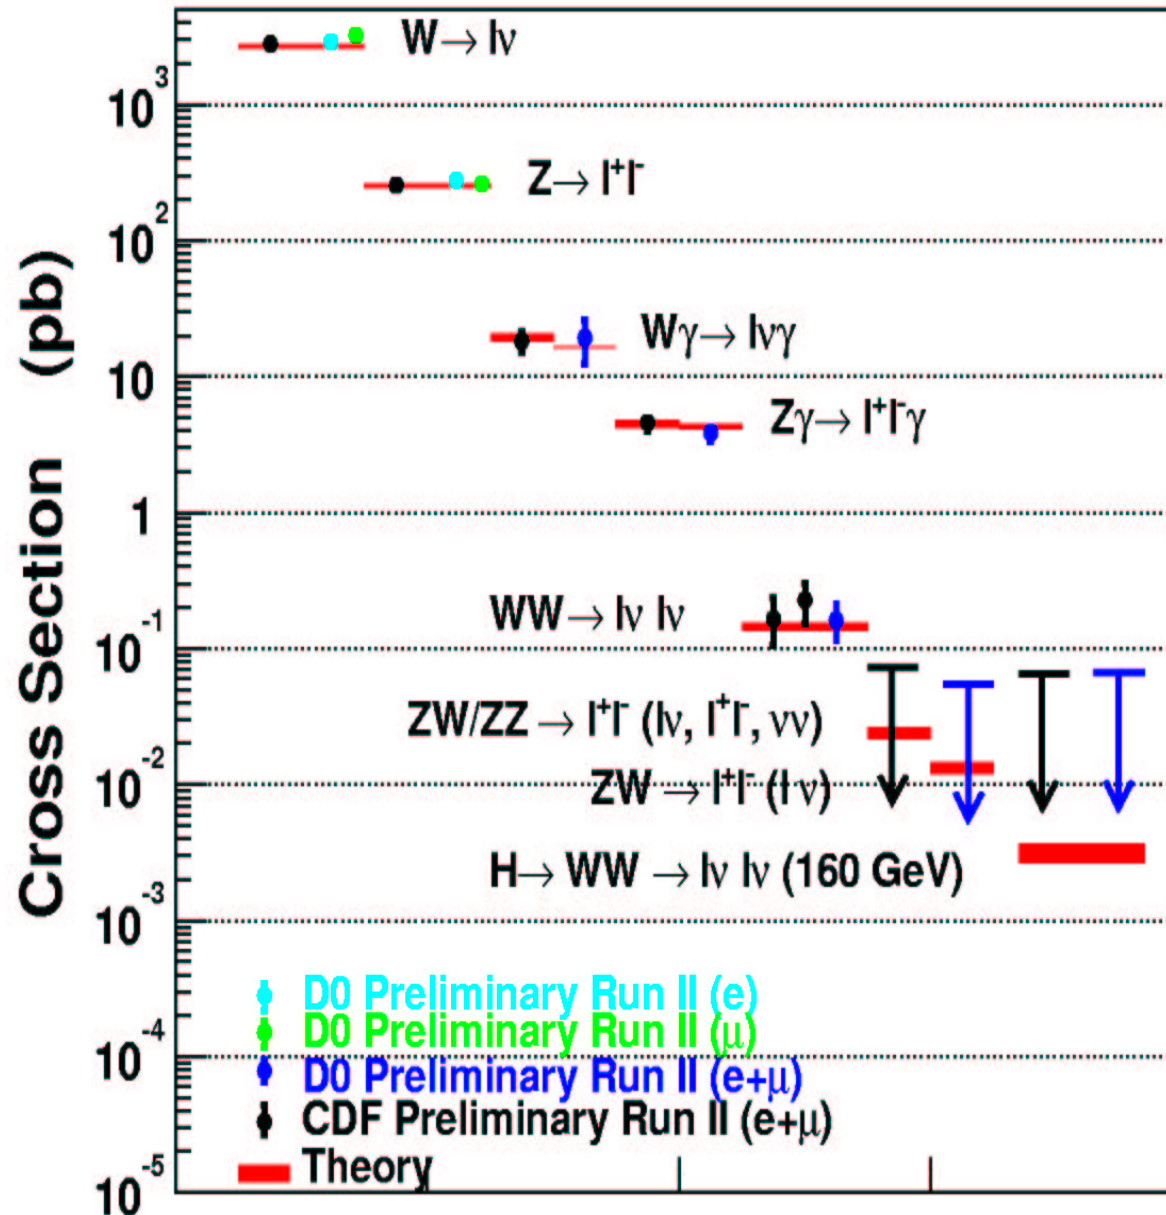 Cross Section (pb)
10³
10²
10
1
10⁻¹
10⁻²
10⁻³
10⁻⁴
10⁻⁵
W→ lν
Z→ l⁺l⁻
Wγ→ lνγ
Zγ→ l⁺l⁻γ
WW→ lν lν
ZW/ZZ → l⁺l⁻ (lν, l⁺l⁻, νν)
ZW → l⁺l⁻ (l ν)
H→ WW → lν lν (160 GeV)
D0 Preliminary Run II (e)
D0 Preliminary Run II (μ)
D0 Preliminary Run II (e+μ)
CDF Preliminary Run II (e+μ)
Theory